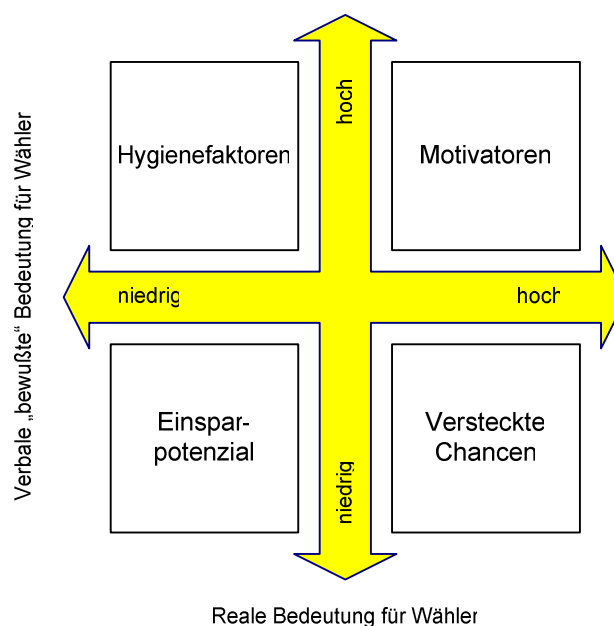 Verbale „bewußte“ Bedeutung für Wähler
hoch
Hygienefaktoren
Motivatoren
niedrig
hoch
Einspar-
potenzial
Versteckte
Chancen
niedrig
Reale Bedeutung für Wähler